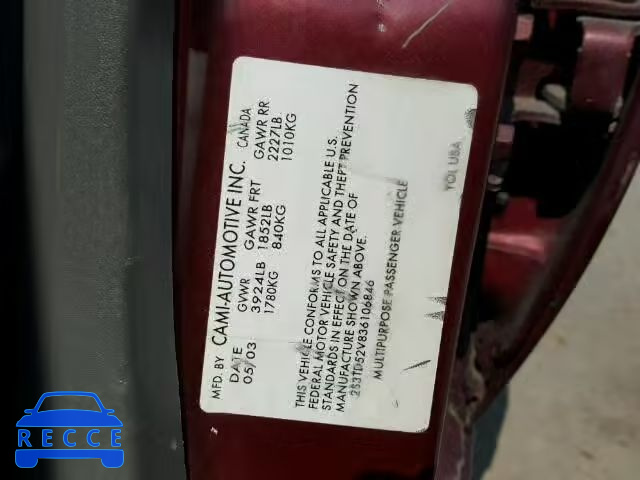 MFD. BY CAMI-AUTOMOTIVE INC. CANADA
DATE GVWR GAWR FRT GAWR RR
05/03 3924LB 1852LB 2227LB
1780KG 840KG 1010KG
THIS VEHICLE CONFORMS TO ALL APPLICABLE U.S.
FEDERAL MOTOR VEHICLE SAFETY AND THEFT PREVENTION
STANDARDS IN EFFECT ON THE DATE OF
MANUFACTURE SHOWN ABOVE.
2S3TD52V836106846
MULTIPURPOSE PASSENGER VEHICLE
YCL USA
RECCE